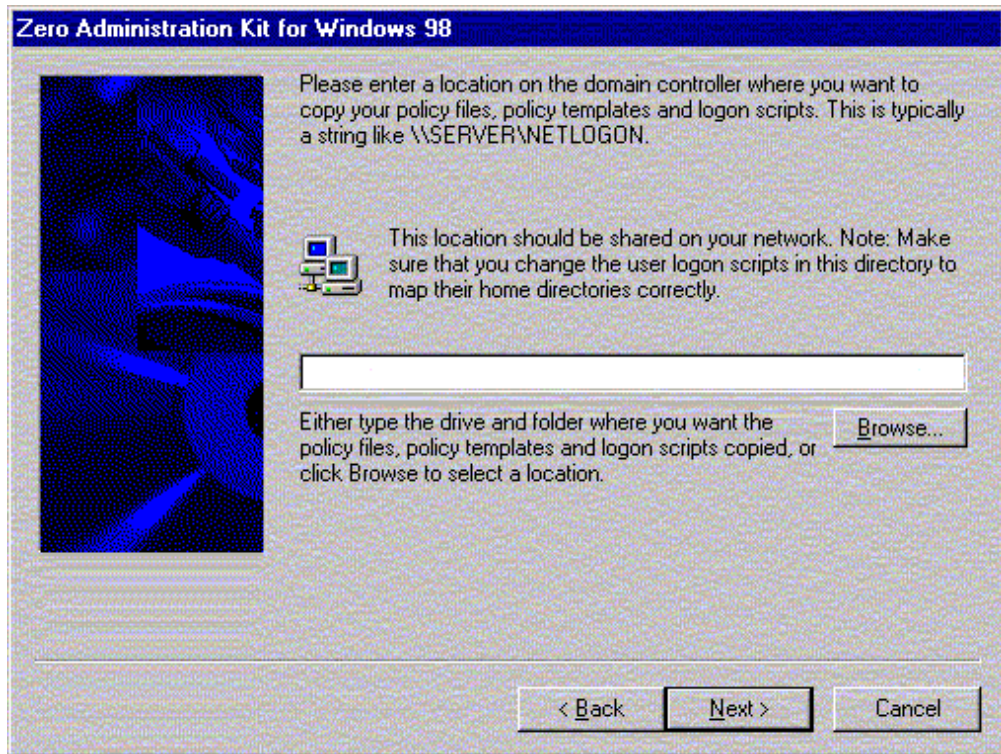 Zero Administration Kit for Windows 98
Please enter a location on the domain controller where you want to
copy your policy files, policy templates and logon scripts. This is typically
a string like \\SERVER\NETLOGON.
This location should be shared on your network. Note: Make
sure that you change the user logon scripts in this directory to
map their home directories correctly.
Either type the drive and folder where you want the
policy files, policy templates and logon scripts copied, or
click Browse to select a location.
Browse...
< Back
Next >
Cancel